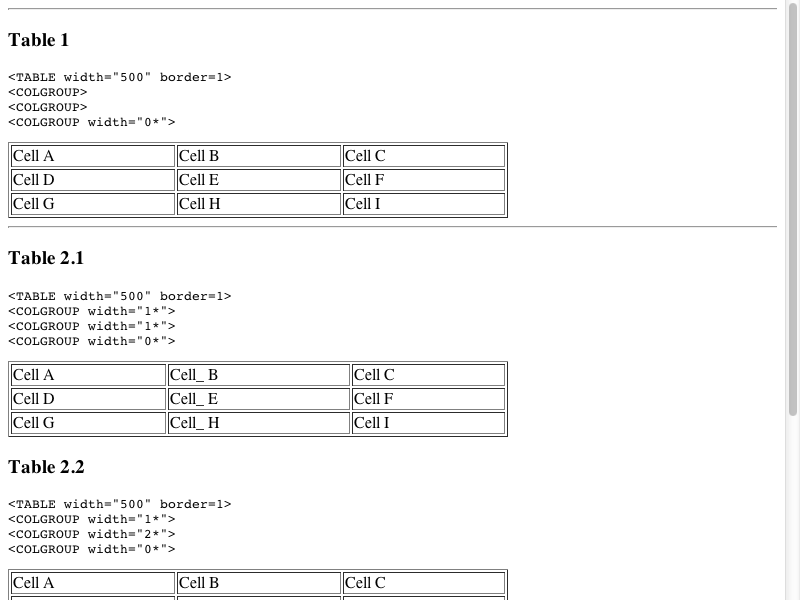 Table 1
<TABLE width="500" border=1>
<COLGROUP>
<COLGROUP>
<COLGROUP width="0*">
Cell A Cell B Cell C
Cell D Cell E Cell F
Cell G Cell H Cell I
Table 2.1
<TABLE width="500" border=1>
<COLGROUP width="1*">
<COLGROUP width="1*">
<COLGROUP width="0*">
Cell A Cell_ B Cell C
Cell D Cell_ E Cell F
Cell G Cell_ H Cell I
Table 2.2
<TABLE width="500" border=1>
<COLGROUP width="1*">
<COLGROUP width="2*">
<COLGROUP width="0*">
Cell A Cell B Cell C